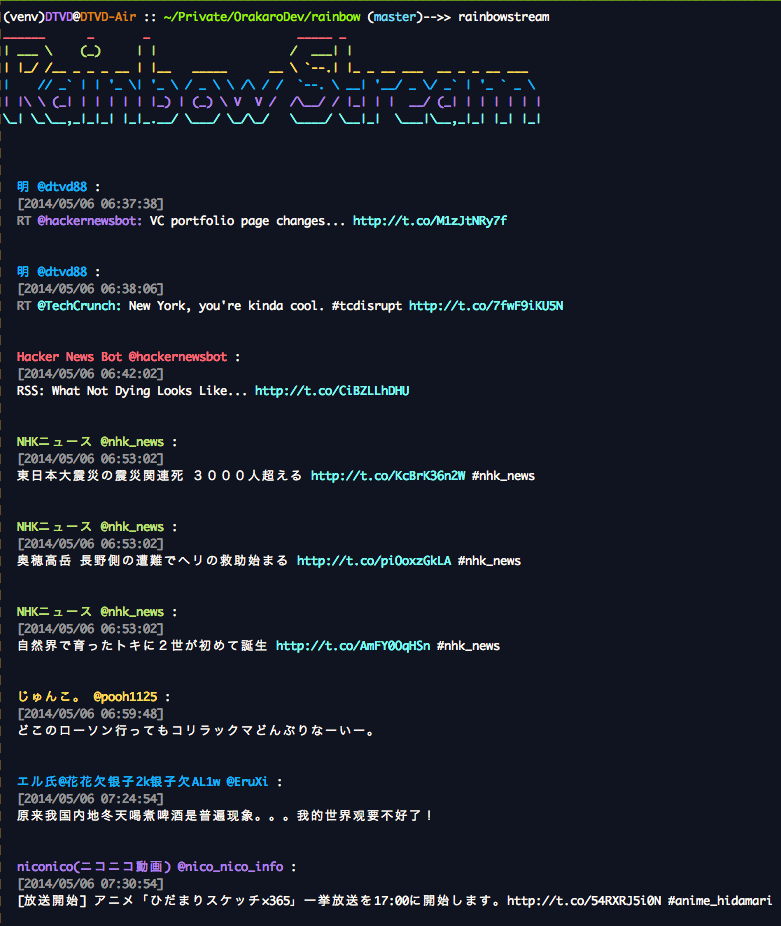 (venv)DTVD@DTVD-Air :: ~/Private/OrakaroDev/rainbow (master)-->> rainbowstream
Rainbow Stream
明 @dtvd88 :
[2014/05/06 06:37:38]
RT @hackernewsbot: VC portfolio page changes... http://t.co/M1zJtNRy7f
明 @dtvd88 :
[2014/05/06 06:38:06]
RT @TechCrunch: New York, you're kinda cool. #tcdisrupt http://t.co/7fwF9iKU5N
Hacker News Bot @hackernewsbot :
[2014/05/06 06:42:02]
RSS: What Not Dying Looks Like... http://t.co/CiBZLLhDHU
NHKニュース @nhk_news :
[2014/05/06 06:53:02]
東日本大震災の震災関連死 ３０００人超える http://t.co/KcBrK36n2W #nhk_news
NHKニュース @nhk_news :
[2014/05/06 06:53:02]
奥穂高岳 長野側の遭難でヘリの救助始まる http://t.co/piOoxzGkLA #nhk_news
NHKニュース @nhk_news :
[2014/05/06 06:53:02]
自然界で育ったトキに２世が初めて誕生 http://t.co/AmFY0OqHSn #nhk_news
じゅんこ。 @pooh1125 :
[2014/05/06 06:59:48]
どこのローソン行ってもコリラックマどんぶりなーいー。
エル氏@花花欠银子2k银子欠AL1w @EruXi :
[2014/05/06 07:24:54]
原来我国内地冬天喝煮啤酒是普遍现象。。。我的世界观要不好了！
niconico(ニコニコ動画) @nico_nico_info :
[2014/05/06 07:30:54]
[放送開始] アニメ「ひだまりスケッチx365」一挙放送を17:00に開始します。http://t.co/54RXRJ5i0N #anime_hidamari